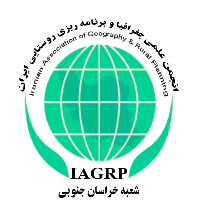 انجمن علمی جغرافیا و برنامه ریزی روستایی ایران
Iranian Association of Geography & Rural Planning
IAGRP
شعبه خراسان جنوبی